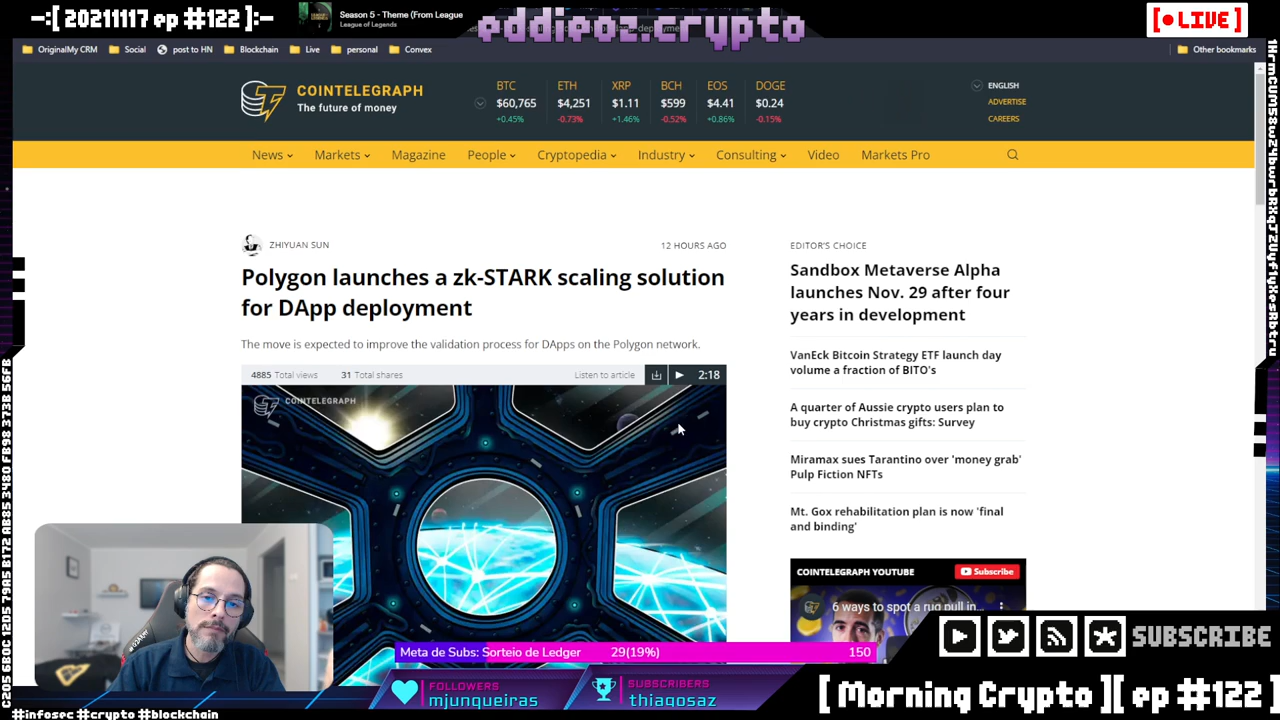 -:[ 20211117 ep #122 ]:-
Season 5 - Theme (From League
League of Legends
eddieoz.crypto
[ LIVE ]
OriginalMy CRM
Social
post to HN
Blockchain
Live
personal
Convex
Other bookmarks
COINTELEGRAPH
The future of money
BTC ETH XRP BCH EOS DOGE
$60,765 $4,251 $1.11 $599 $4.41 $0.24
+0.45% -0.73% +1.46% -0.52% +0.86% -0.15%
ENGLISH
ADVERTISE
CAREERS
News Markets Magazine People Cryptopedia Industry Consulting Video Markets Pro
ZHIYUAN SUN
12 HOURS AGO
Polygon launches a zk-STARK scaling solution
for DApp deployment
The move is expected to improve the validation process for DApps on the Polygon network.
4885 Total views 31 Total shares Listen to article 2:18
COINTELEGRAPH
EDITOR'S CHOICE
Sandbox Metaverse Alpha
launches Nov. 29 after four
years in development
VanEck Bitcoin Strategy ETF launch day
volume a fraction of BITO's
A quarter of Aussie crypto users plan to
buy crypto Christmas gifts: Survey
Miramax sues Tarantino over 'money grab'
Pulp Fiction NFTs
Mt. Gox rehabilitation plan is now 'final
and binding'
COINTELEGRAPH YOUTUBE
Subscribe
6 ways to spot a rug pull in...
SUBSCRIBE
Meta de Subs: Sorteio de Ledger 29(19%) 150
FOLLOWERS
mjunqueiras
SUBSCRIBERS
thiagosaz
[ Morning Crypto ][ ep #122 ]
#infosec #crypto #blockchain